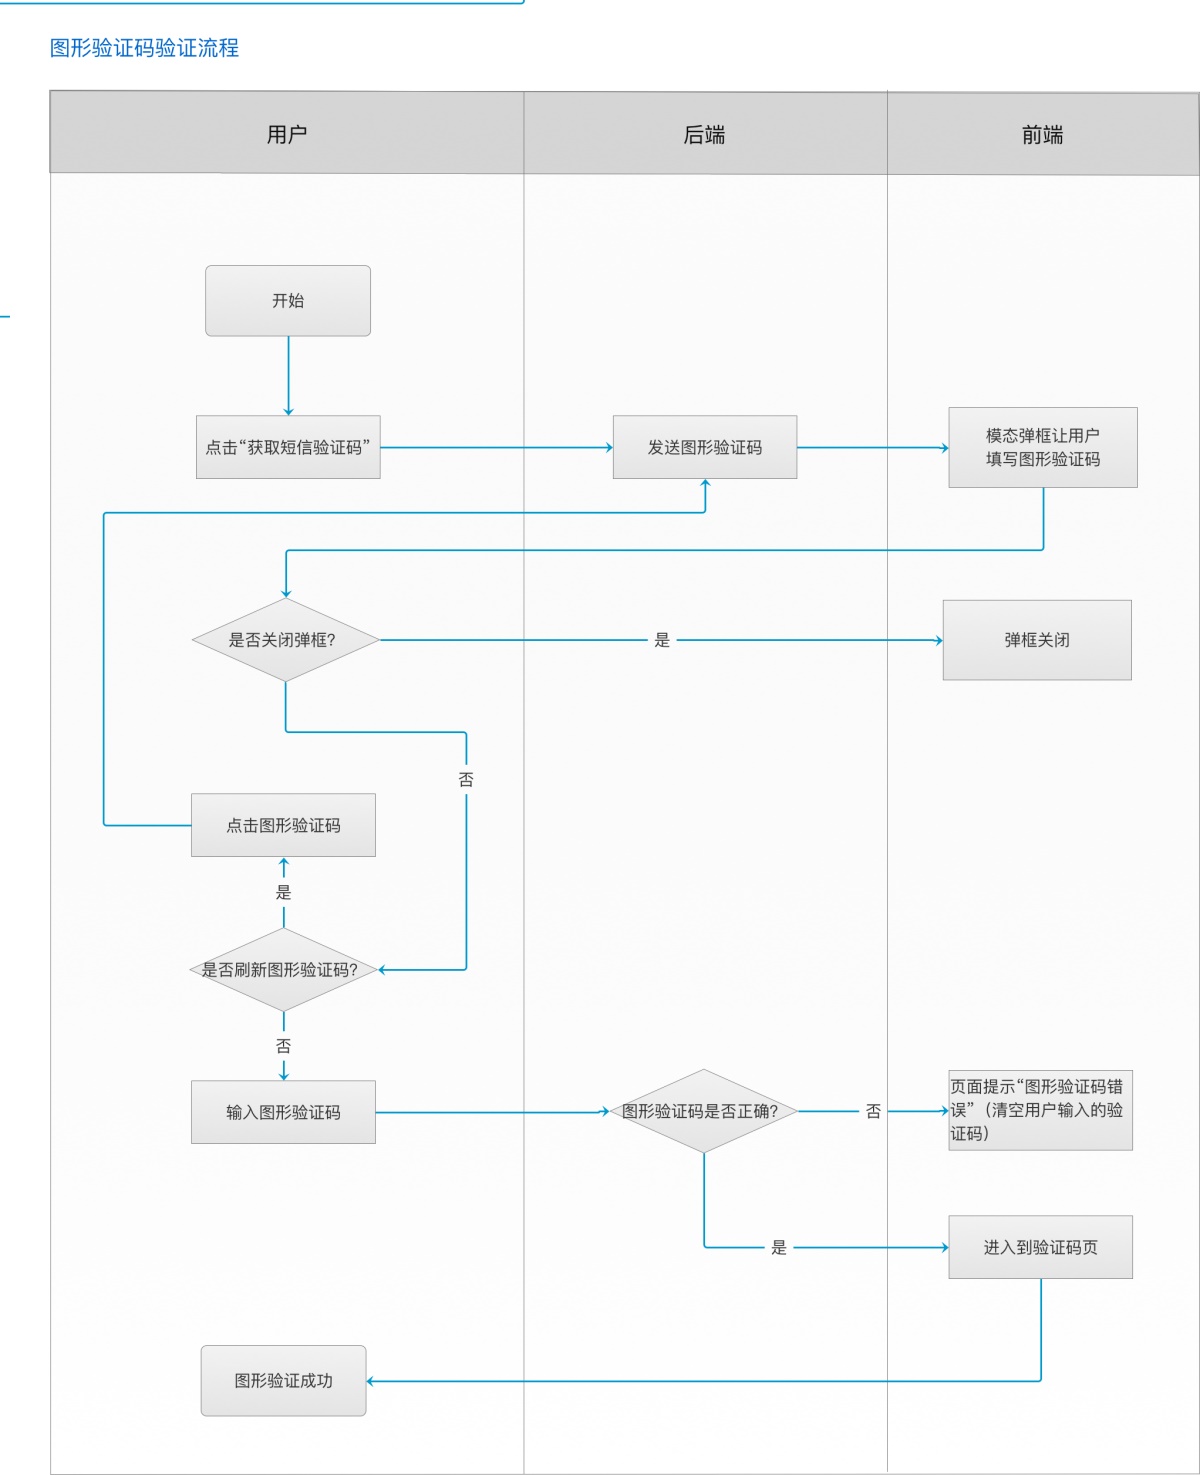 图形验证码验证流程
用户
后端
前端
开始
点击“获取短信验证码”
发送图形验证码
模态弹框让用户
填写图形验证码
是否关闭弹框?
是
弹框关闭
否
点击图形验证码
是
是否刷新图形验证码?
否
输入图形验证码
图形验证码是否正确?
否
页面提示“图形验证码错
误”（清空用户输入的验
证码）
是
进入到验证码页
图形验证成功